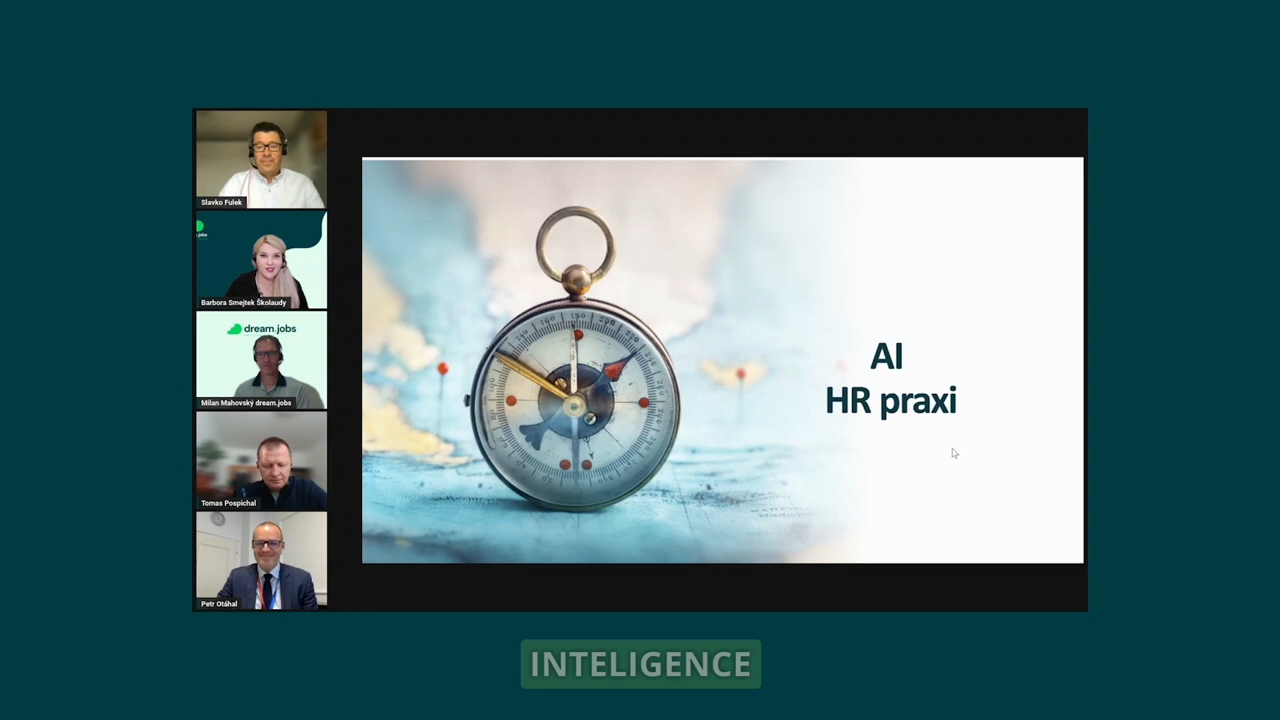 Slavko Fulek
Barbora Smejtek Školaudy
dream.jobs
Milan Mahovský dream.jobs
Tomas Pospichal
Petr Otáhal
AI
HR praxi
INTELIGENCE